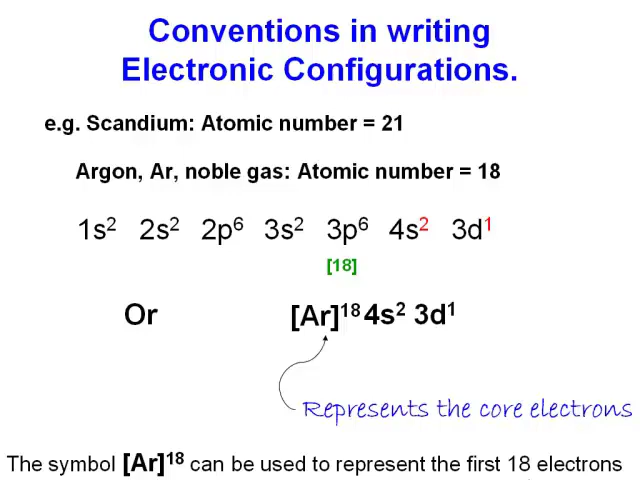 Conventions in writing
Electronic Configurations.
e.g. Scandium: Atomic number = 21
Argon, Ar, noble gas: Atomic number = 18
1s² 2s² 2p⁶ 3s² 3p⁶ 4s² 3d¹
[18]
Or [Ar]¹⁸ 4s² 3d¹
Represents the core electrons
The symbol [Ar]¹⁸ can be used to represent the first 18 electrons